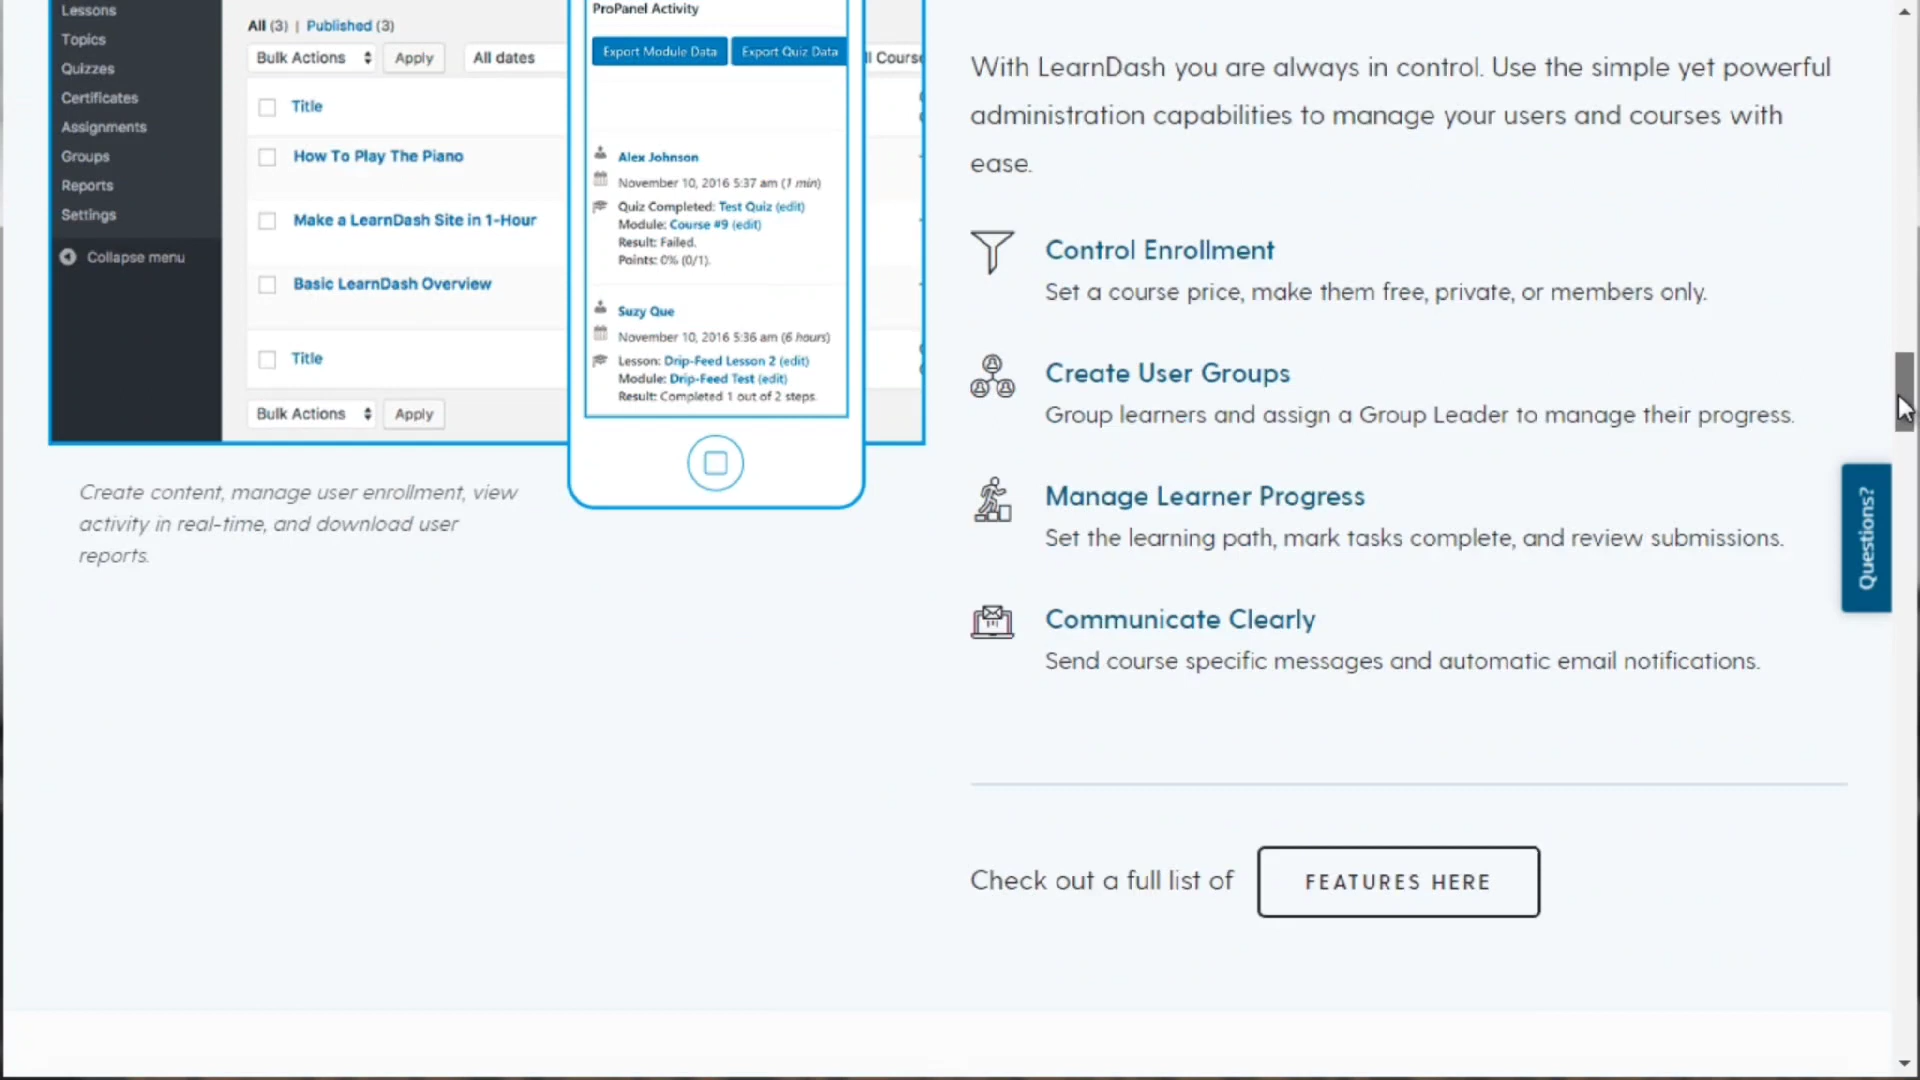 Lessons
Topics
Quizzes
Certificates
Assignments
Groups
Reports
Settings
Collapse menu
All (3) | Published (3)
Bulk Actions
Apply
All dates
Title
How To Play The Piano
Make a LearnDash Site in 1-Hour
Basic LearnDash Overview
Title
Bulk Actions
Apply
ProPanel Activity
Export Module Data
Export Quiz Data
Alex Johnson
November 10, 2016 5:37 am (1 min)
Quiz Completed: Test Quiz (edit)
Module: Course #9 (edit)
Result: Failed.
Points: 0% (0/1).
Suzy Que
November 10, 2016 5:36 am (6 hours)
Lesson: Drip-Feed Lesson 2 (edit)
Module: Drip-Feed Test (edit)
Result: Completed 1 out of 2 steps.
Create content, manage user enrollment, view
activity in real-time, and download user
reports.
With LearnDash you are always in control. Use the simple yet powerful
administration capabilities to manage your users and courses with
ease.
Control Enrollment
Set a course price, make them free, private, or members only.
Create User Groups
Group learners and assign a Group Leader to manage their progress.
Manage Learner Progress
Set the learning path, mark tasks complete, and review submissions.
Communicate Clearly
Send course specific messages and automatic email notifications.
Check out a full list of
FEATURES HERE
Questions?